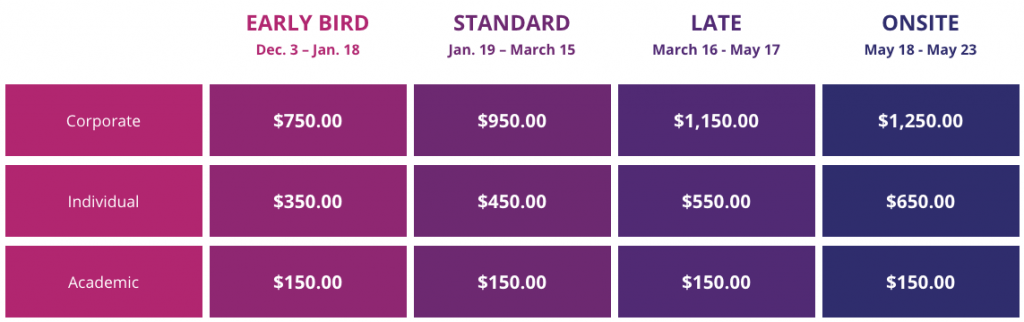 EARLY BIRD STANDARD LATE ONSITE
Dec. 3 – Jan. 18 Jan. 19 – March 15 March 16 - May 17 May 18 - May 23
Corporate $750.00 $950.00 $1,150.00 $1,250.00
Individual $350.00 $450.00 $550.00 $650.00
Academic $150.00 $150.00 $150.00 $150.00